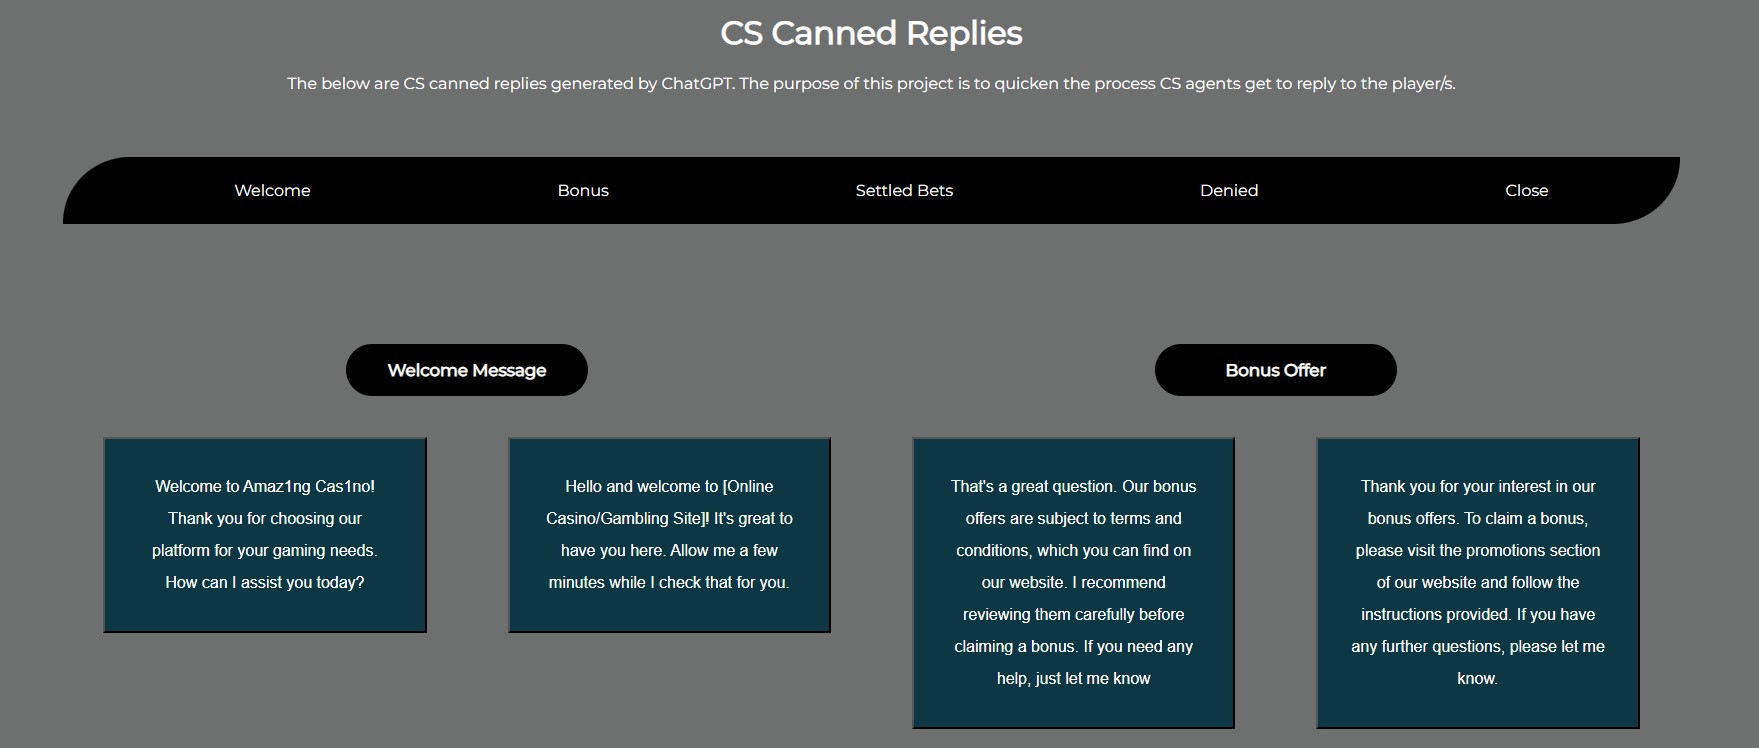 CS Canned Replies
The below are CS canned replies generated by ChatGPT. The purpose of this project is to quicken the process CS agents get to reply to the player/s.
Welcome
Bonus
Settled Bets
Denied
Close
Welcome Message
Welcome to Amaz1ng Cas1no!
Thank you for choosing our
platform for your gaming needs.
How can I assist you today?
Hello and welcome to [Online
Casino/Gambling Site]! It's great to
have you here. Allow me a few
minutes while I check that for you.
Bonus Offer
That's a great question. Our bonus
offers are subject to terms and
conditions, which you can find on
our website. I recommend
reviewing them carefully before
claiming a bonus. If you need any
help, just let me know
Thank you for your interest in our
bonus offers. To claim a bonus,
please visit the promotions section
of our website and follow the
instructions provided. If you have
any further questions, please let me
know.